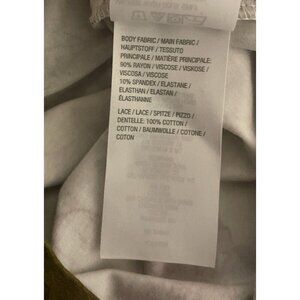 BODY FABRIC / MAIN FABRIC /
HAUPTSTOFF / TESSUTO
PRINCIPALE / MATIÈRE PRINCIPALE:
90% RAYON / VISCOSE / VISKOSE /
VISCOSA / VISCOSE
10% SPANDEX / ELASTANE /
ELASTHAN / ELASTAN /
ÉLASTHANNE
LACE / LACE / SPITZE / PIZZO /
DENTELLE: 100% COTTON /
COTTON / BAUMWOLLE / COTONE /
COTON